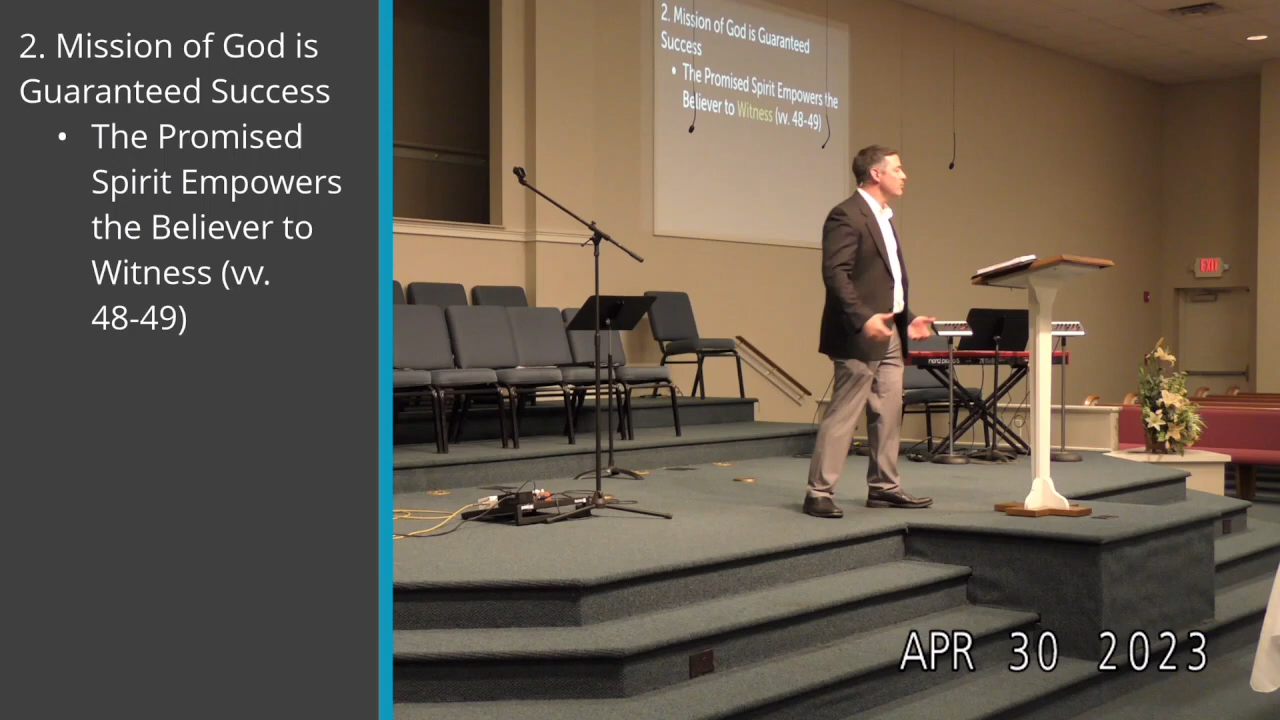 2. Mission of God is
Guaranteed Success
• The Promised
Spirit Empowers
the Believer to
Witness (vv.
48-49)
2. Mission of God is Guaranteed
Success
• The Promised Spirit Empowers the
Believer to Witness (vv. 48-49)
EXIT
APR 30 2023